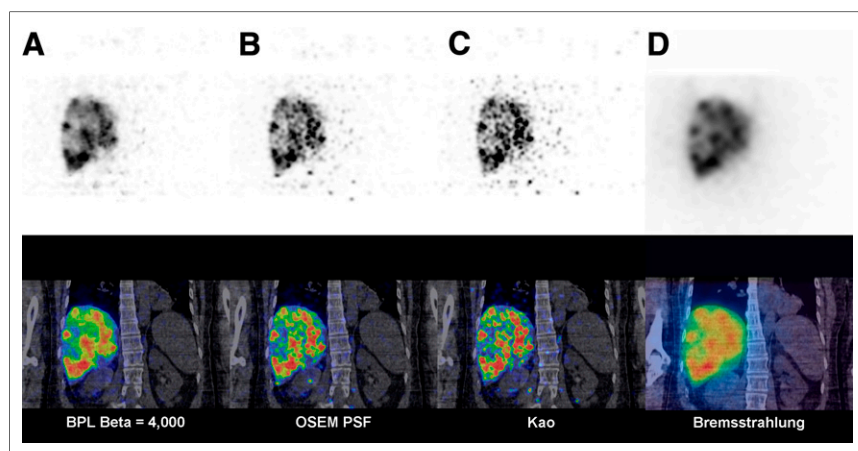 A B C D
BPL Beta = 4,000 OSEM PSF Kao Bremsstrahlung